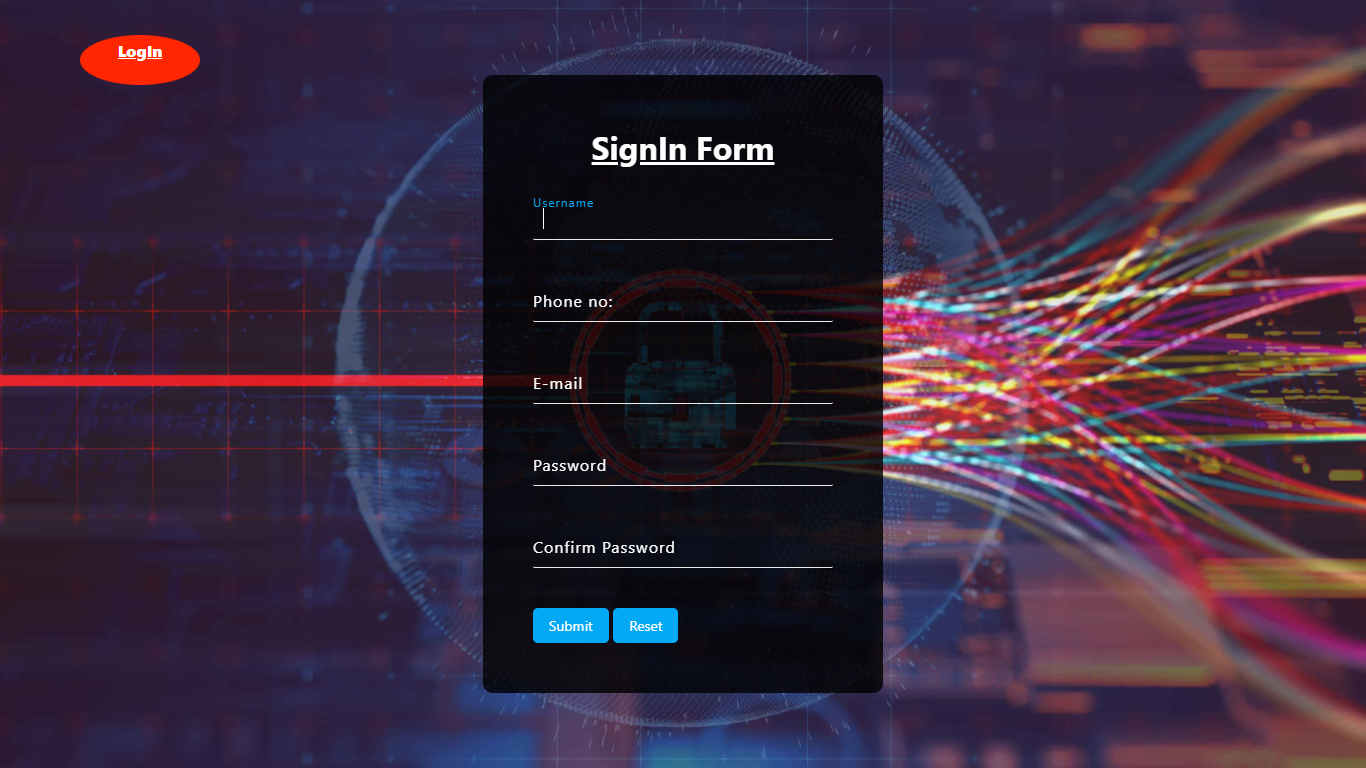 LogIn
SignIn Form
Username
Phone no:
E-mail
Password
Confirm Password
Submit Reset